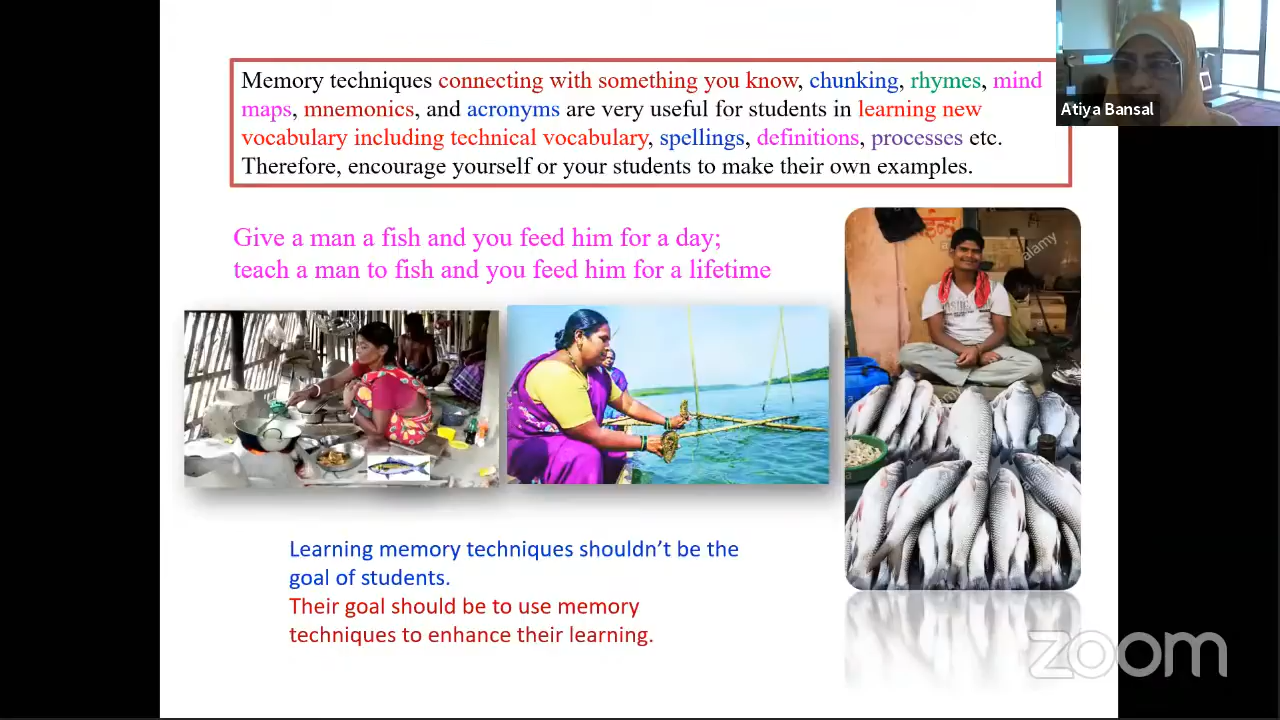 Memory techniques connecting with something you know, chunking, rhymes, mind
maps, mnemonics, and acronyms are very useful for students in learning new
vocabulary including technical vocabulary, spellings, definitions, processes etc.
Therefore, encourage yourself or your students to make their own examples.
Atiya Bansal
Give a man a fish and you feed him for a day;
teach a man to fish and you feed him for a lifetime
alamy
Learning memory techniques shouldn’t be the
goal of students.
Their goal should be to use memory
techniques to enhance their learning.
zoom